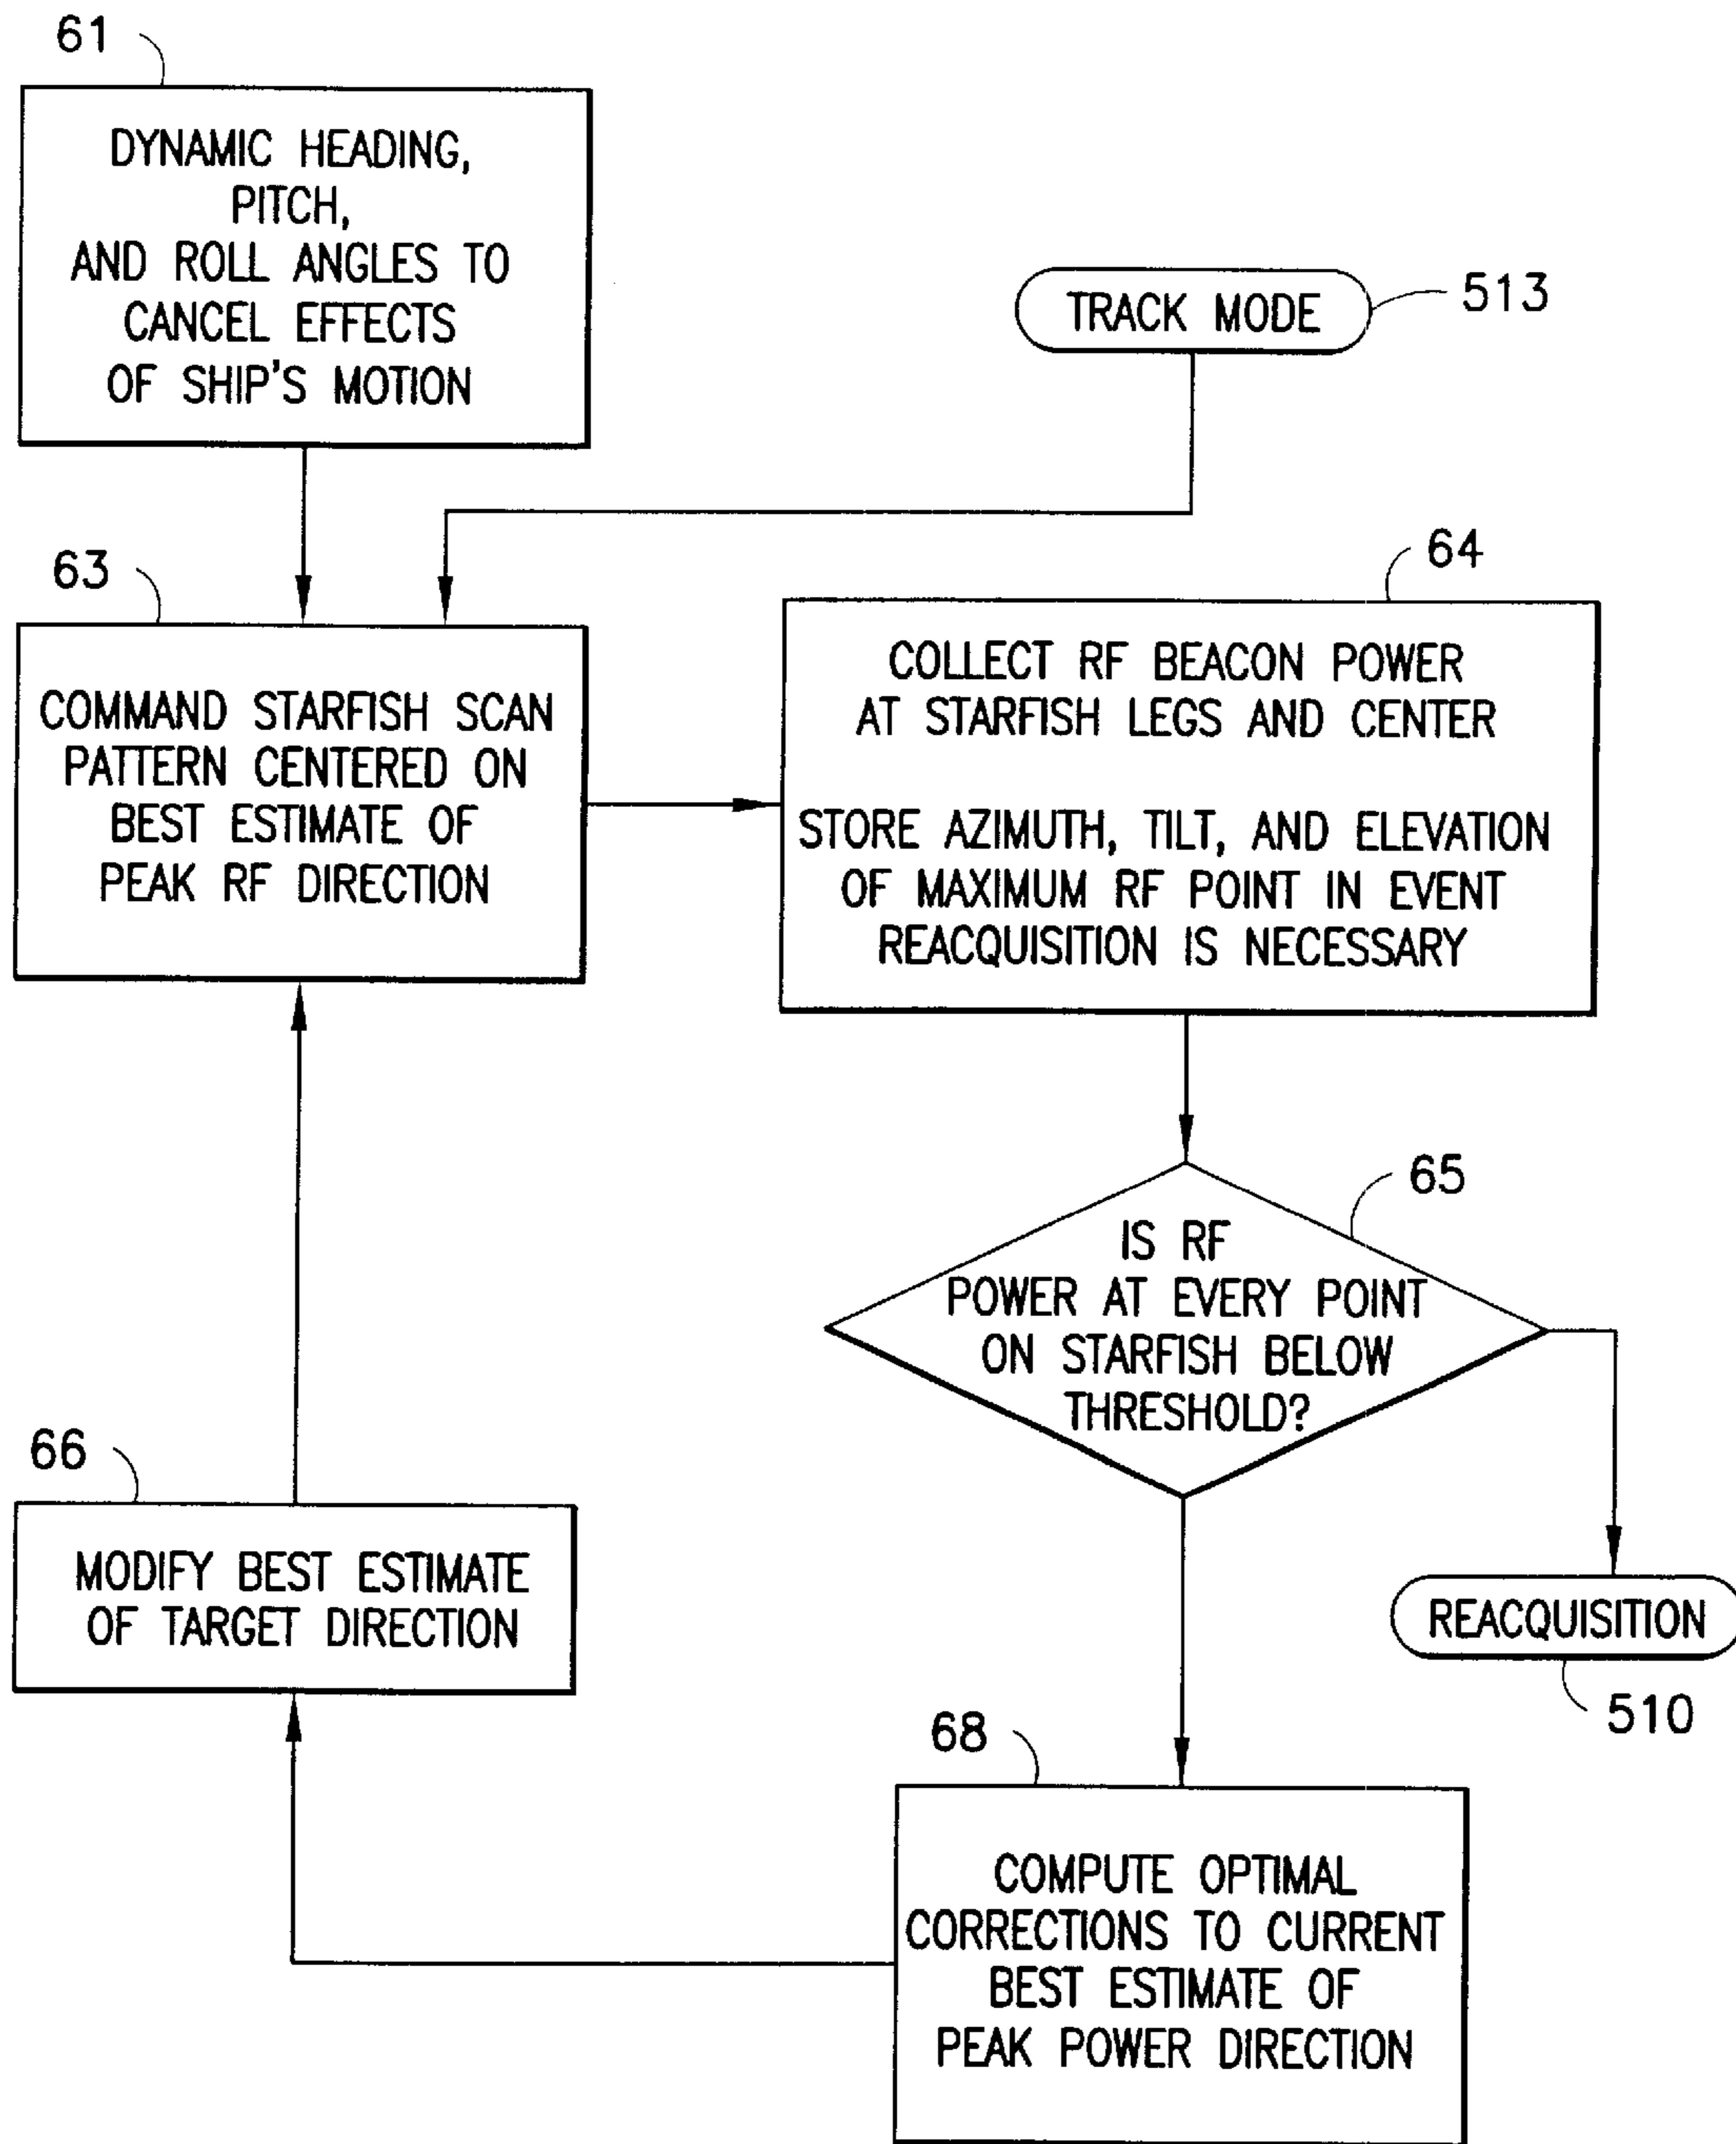 61
DYNAMIC HEADING,
PITCH,
AND ROLL ANGLES TO
CANCEL EFFECTS
OF SHIP'S MOTION
TRACK MODE
513
63
COMMAND STARFISH SCAN
PATTERN CENTERED ON
BEST ESTIMATE OF
PEAK RF DIRECTION
64
COLLECT RF BEACON POWER
AT STARFISH LEGS AND CENTER
STORE AZIMUTH, TILT, AND ELEVATION
OF MAXIMUM RF POINT IN EVENT
REACQUISITION IS NECESSARY
65
IS RF
POWER AT EVERY POINT
ON STARFISH BELOW
THRESHOLD?
66
MODIFY BEST ESTIMATE
OF TARGET DIRECTION
REACQUISITION
510
68
COMPUTE OPTIMAL
CORRECTIONS TO CURRENT
BEST ESTIMATE OF
PEAK POWER DIRECTION